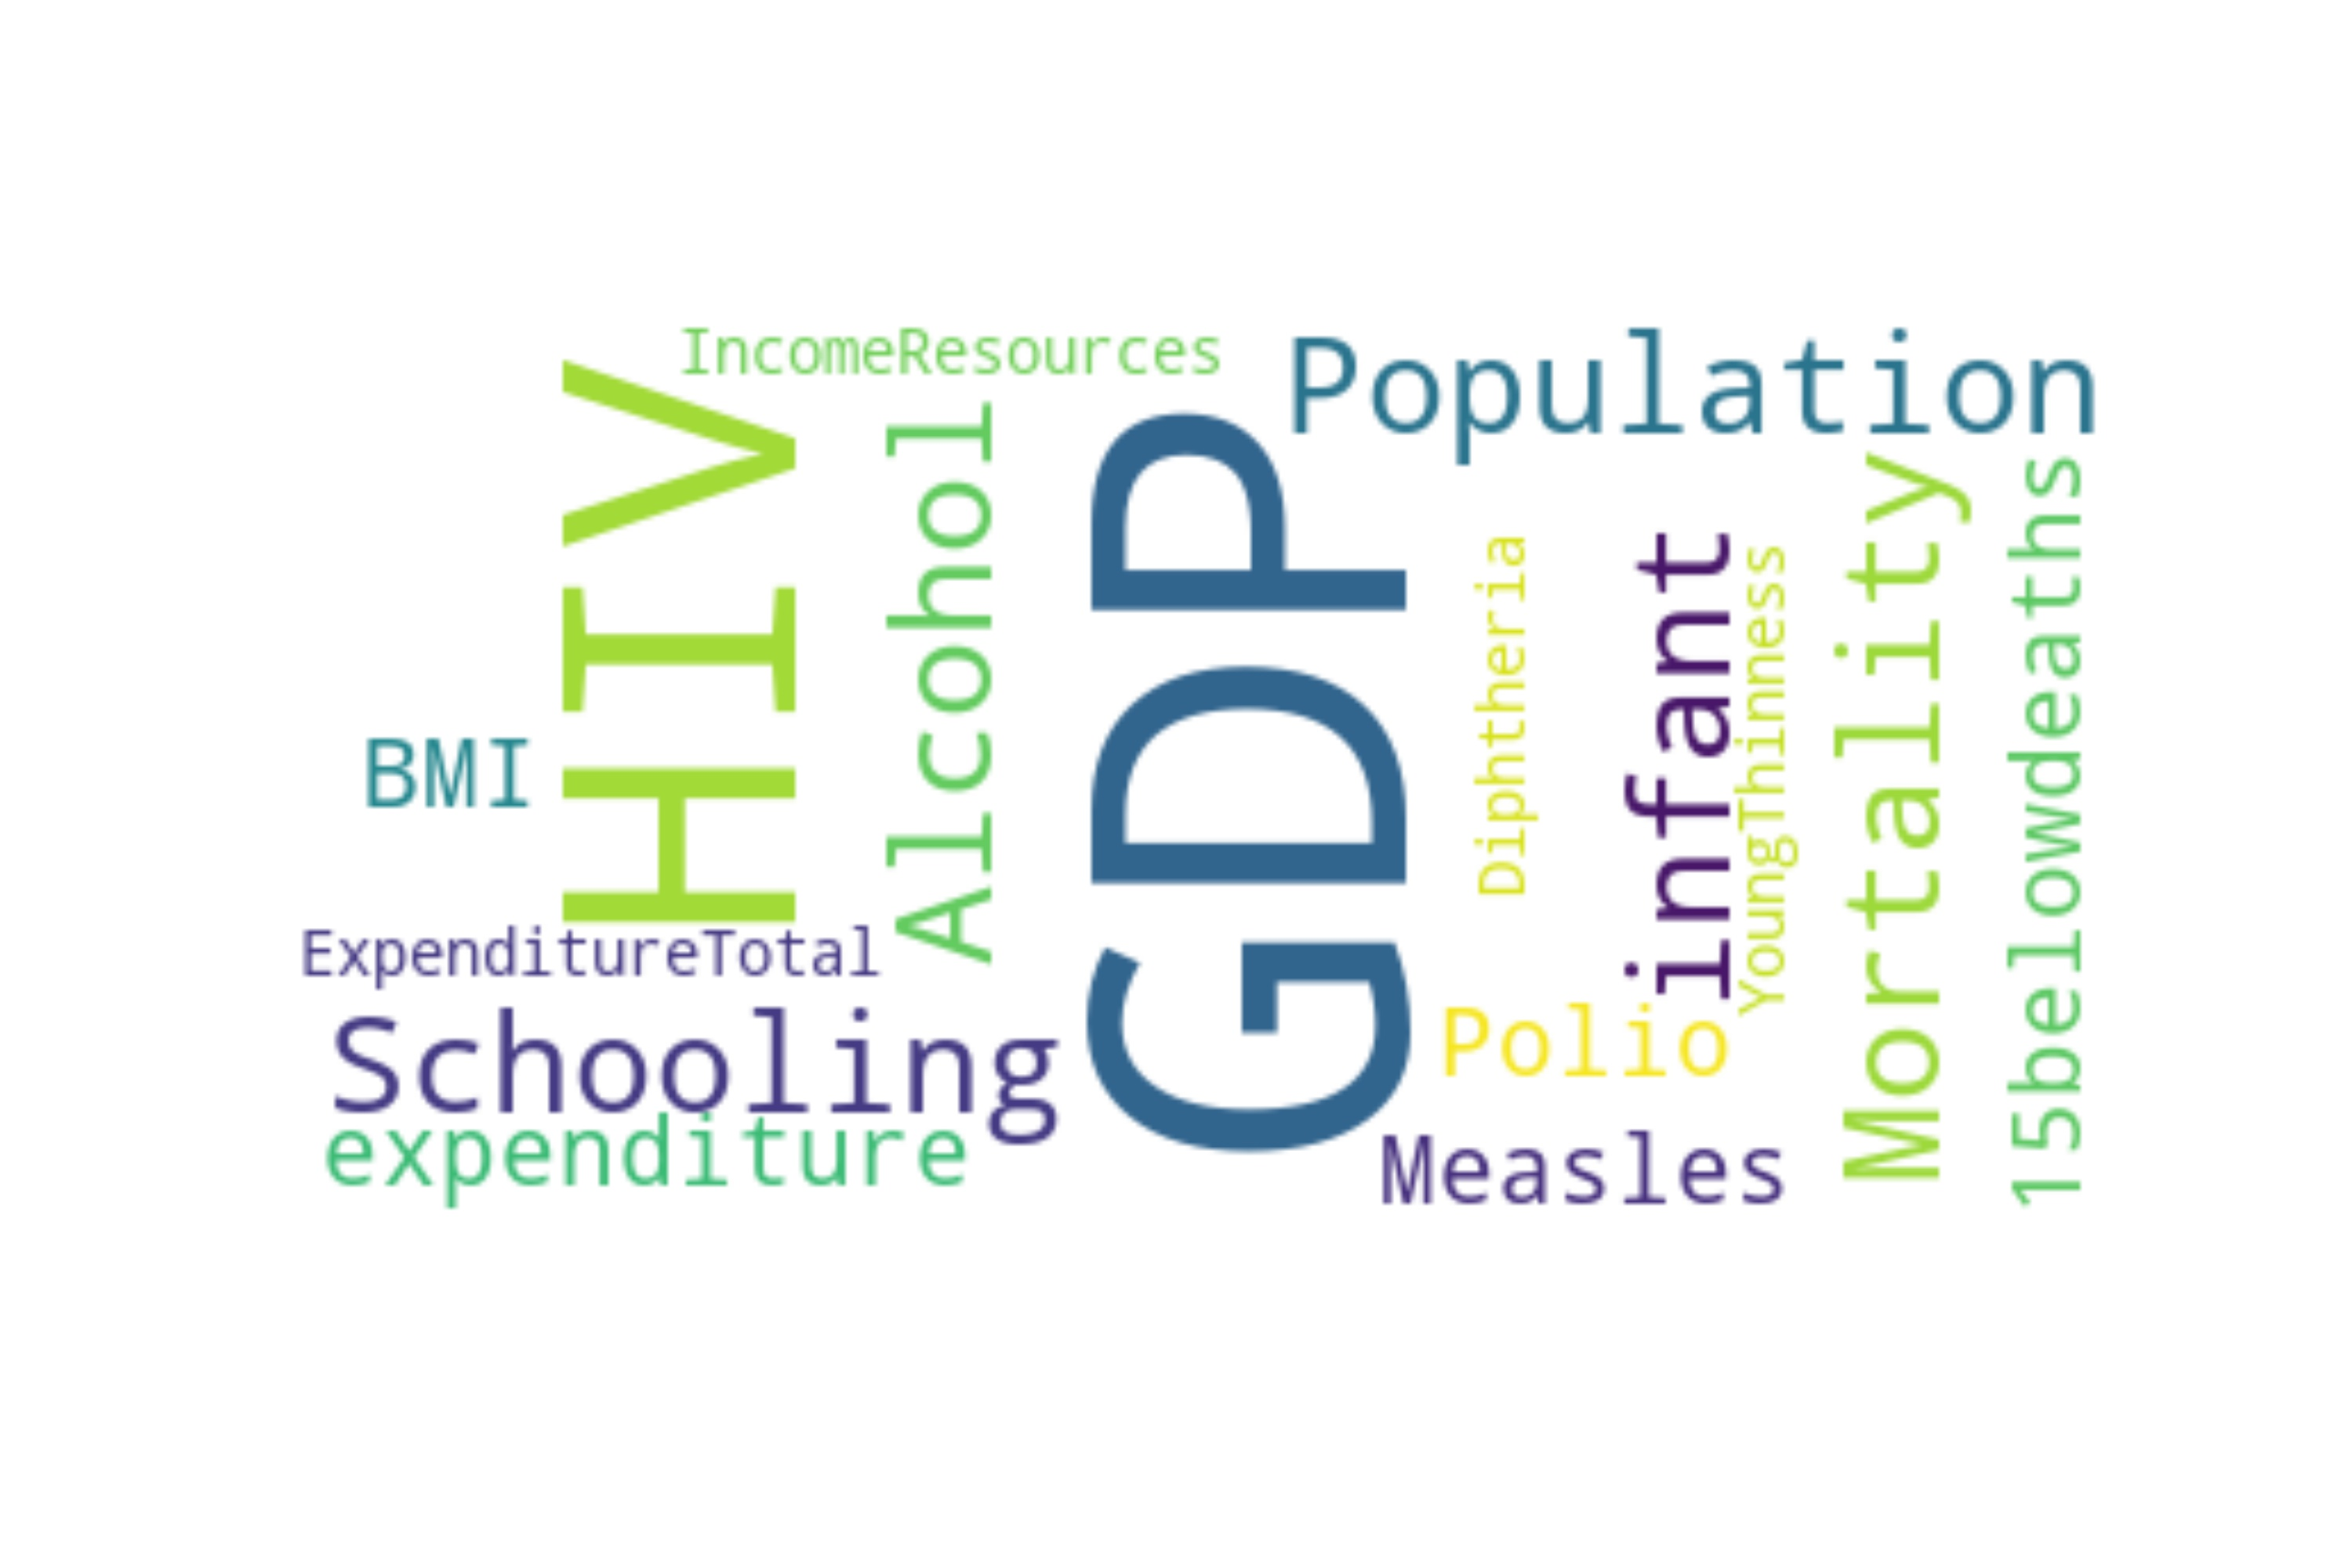 IncomeResources
Population
HIV
Alcohol
GDP
Diphtheria
infant
YoungThinness
Mortality
15belowdeaths
BMI
ExpenditureTotal
Schooling
expenditure
Polio
Measles